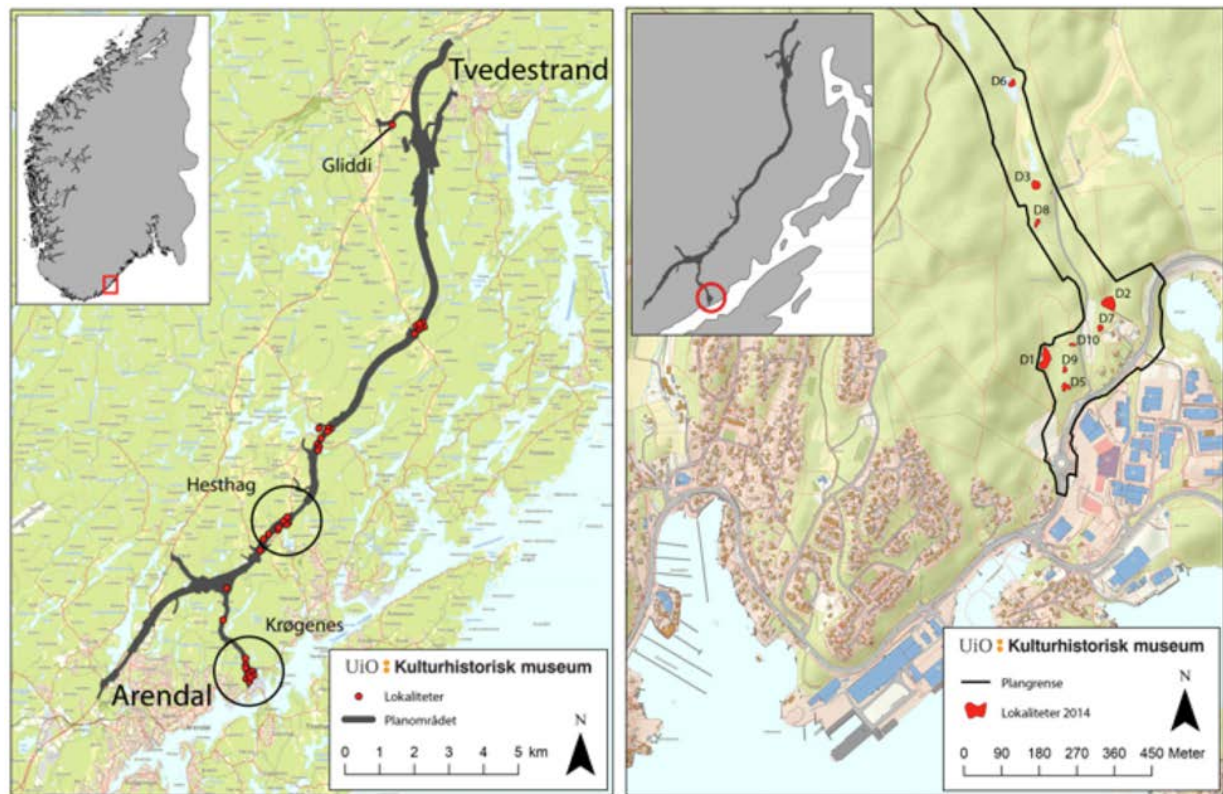 Tvedestrand
Gliddi
Hesthag
Krøgenes
Arendal
UiO Kulturhistorisk museum
Lokaliteter
Planområdet
N
0 1 2 3 4 5 km
D6
D3
D8
D2
D7
D10
D1
D9
D5
UiO Kulturhistorisk museum
Plangrense
Lokaliteter 2014
N
0 90 180 270 360 450 Meter